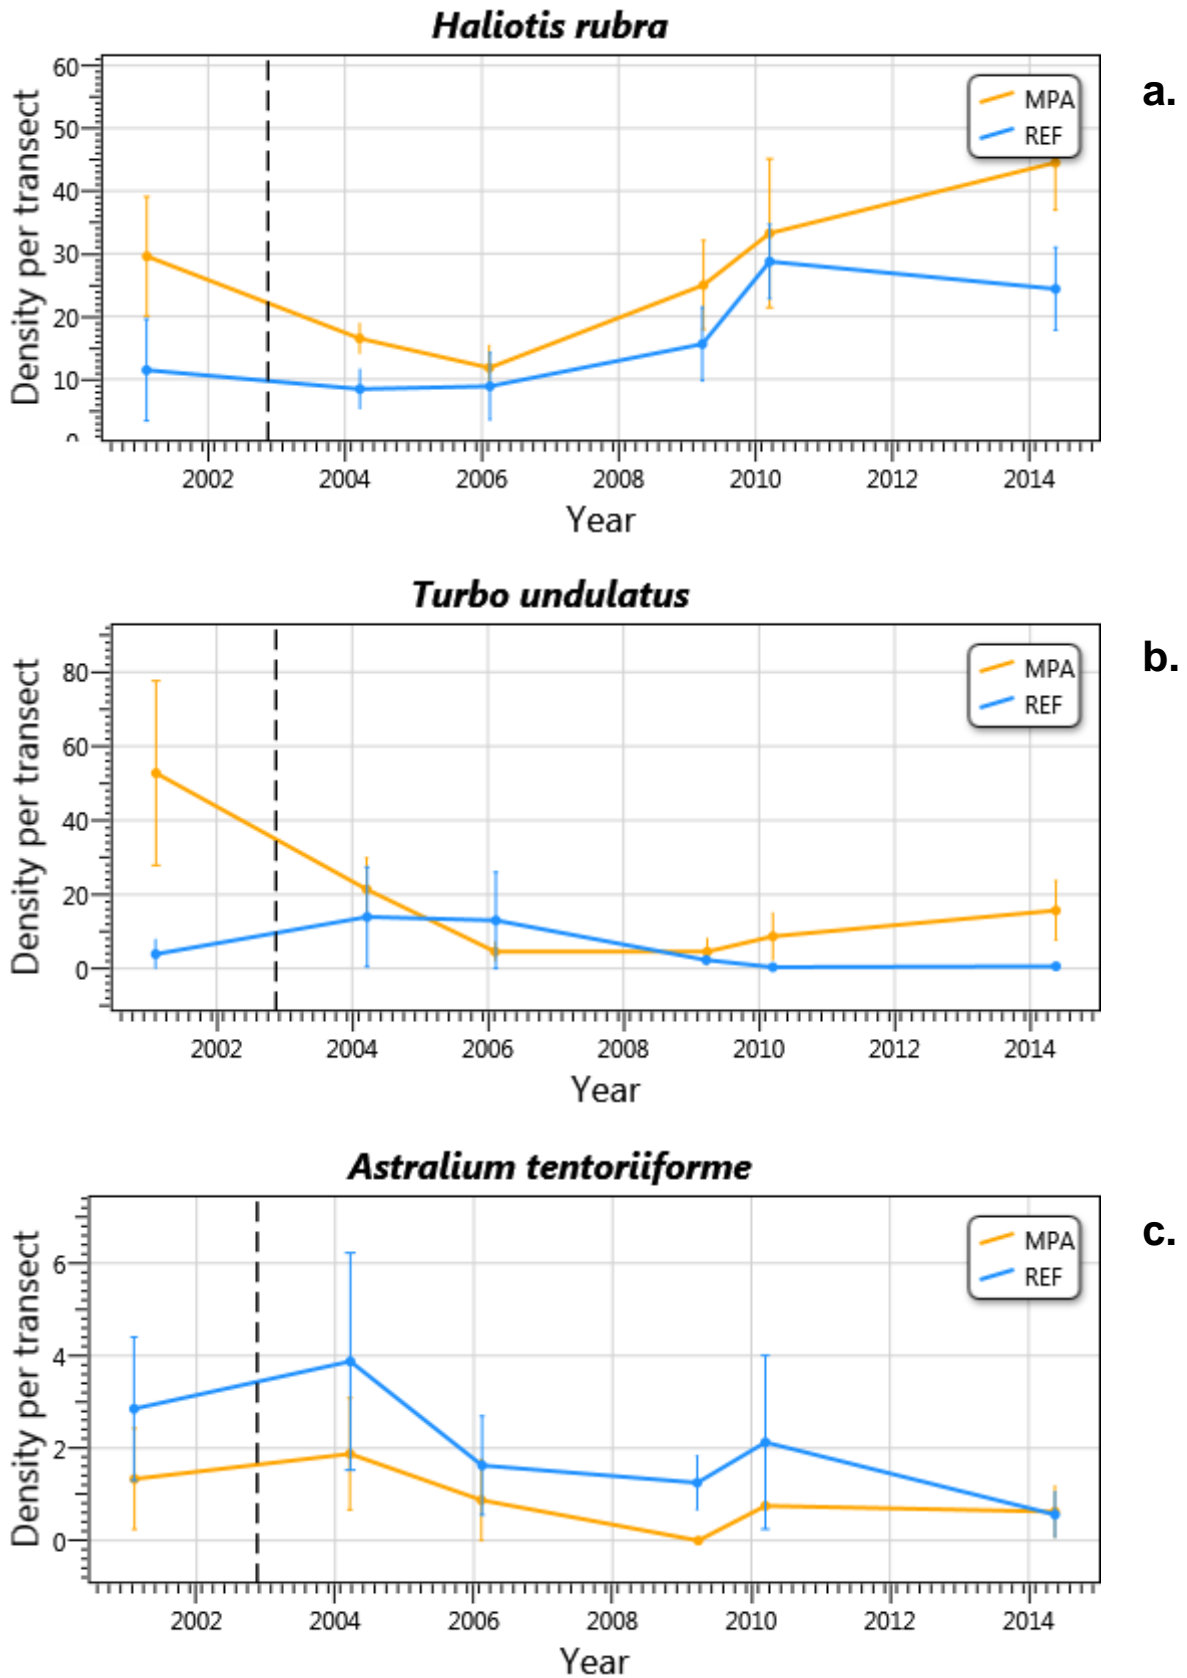 Haliotis rubra
a.
Density per transect
60
50
40
30
20
10
0
MPA
REF
2002 2004 2006 2008 2010 2012 2014
Year
Turbo undulatus
b.
Density per transect
80
60
40
20
0
MPA
REF
2002 2004 2006 2008 2010 2012 2014
Year
Astralium tentoriiforme
c.
Density per transect
6
4
2
0
MPA
REF
2002 2004 2006 2008 2010 2012 2014
Year